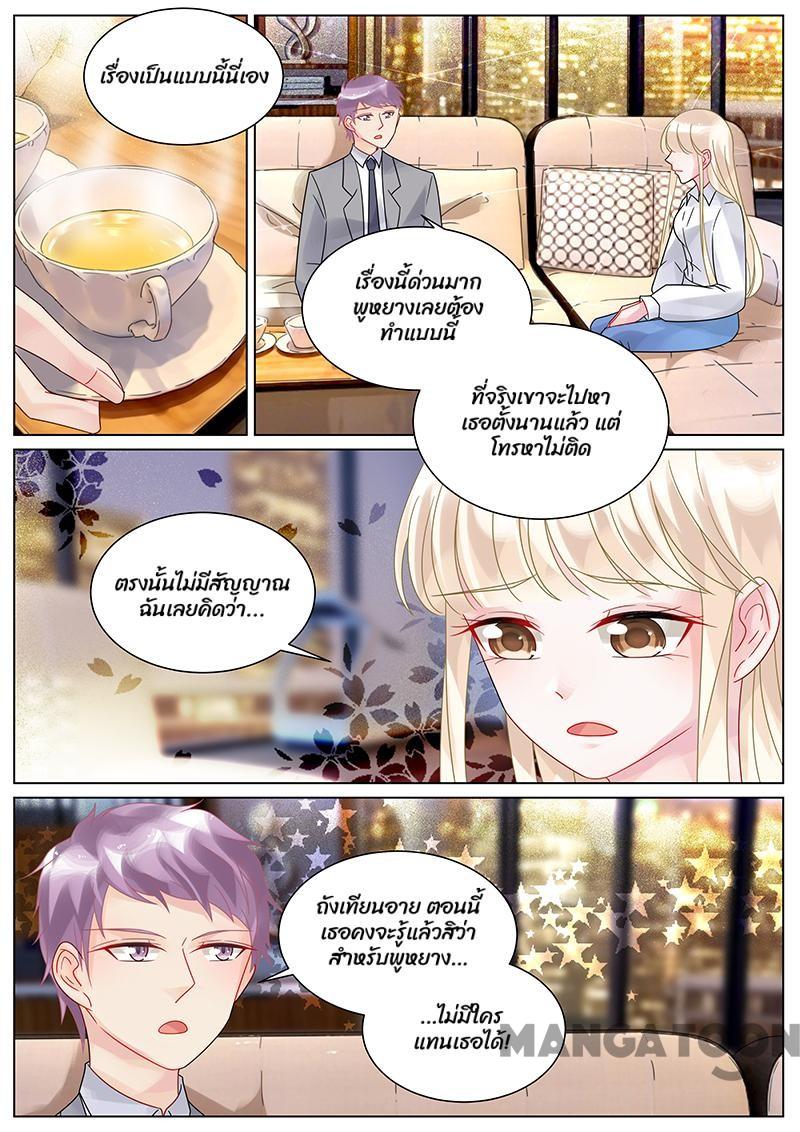 เรื่องเป็นแบบนี้นี่เอง
เรื่องนี้ด่วนมาก
พูหยางเลยต้อง
ทำแบบนี้
ที่จริงเขาจะไปหา
เธอตั้งนานแล้ว แต่
โทรหาไม่ติด
ตรงนั้นไม่มีสัญญาณ
ฉันเลยคิดว่า...
ถังเทียนอาย ตอนนี้
เธอคงจะรู้แล้วสิว่า
สำหรับพูหยาง...
...ไม่มีใคร
แทนเธอได้!
MANGATOON